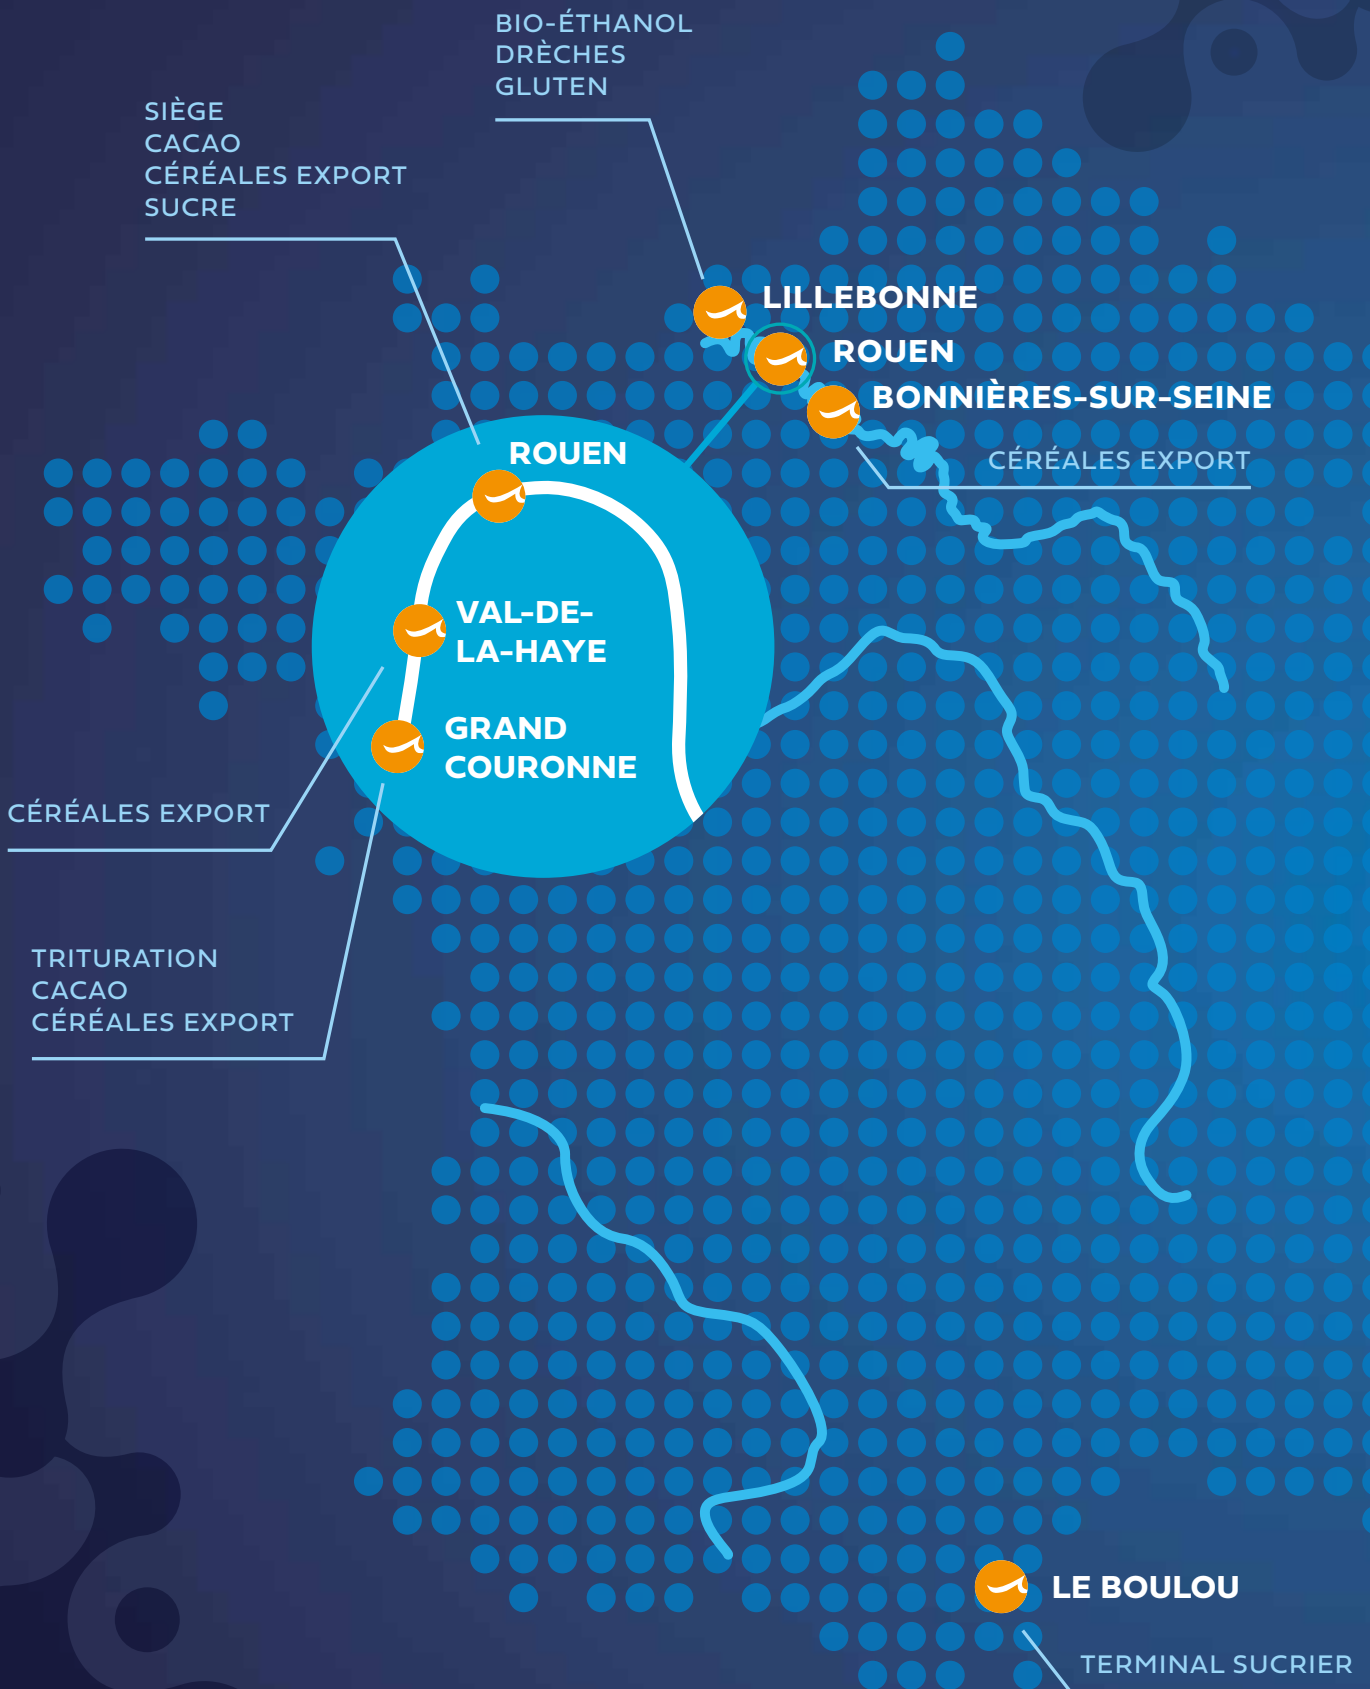 BIO-ÉTHANOL
DRÈCHES
GLUTEN
SIÈGE
CACAO
CÉRÉALES EXPORT
SUCRE
LILLEBONNE
ROUEN
BONNIÈRES-SUR-SEINE
CÉRÉALES EXPORT
ROUEN
VAL-DE-
LA-HAYE
GRAND
COURONNE
CÉRÉALES EXPORT
TRITURATION
CACAO
CÉRÉALES EXPORT
LE BOULOU
TERMINAL SUCRIER